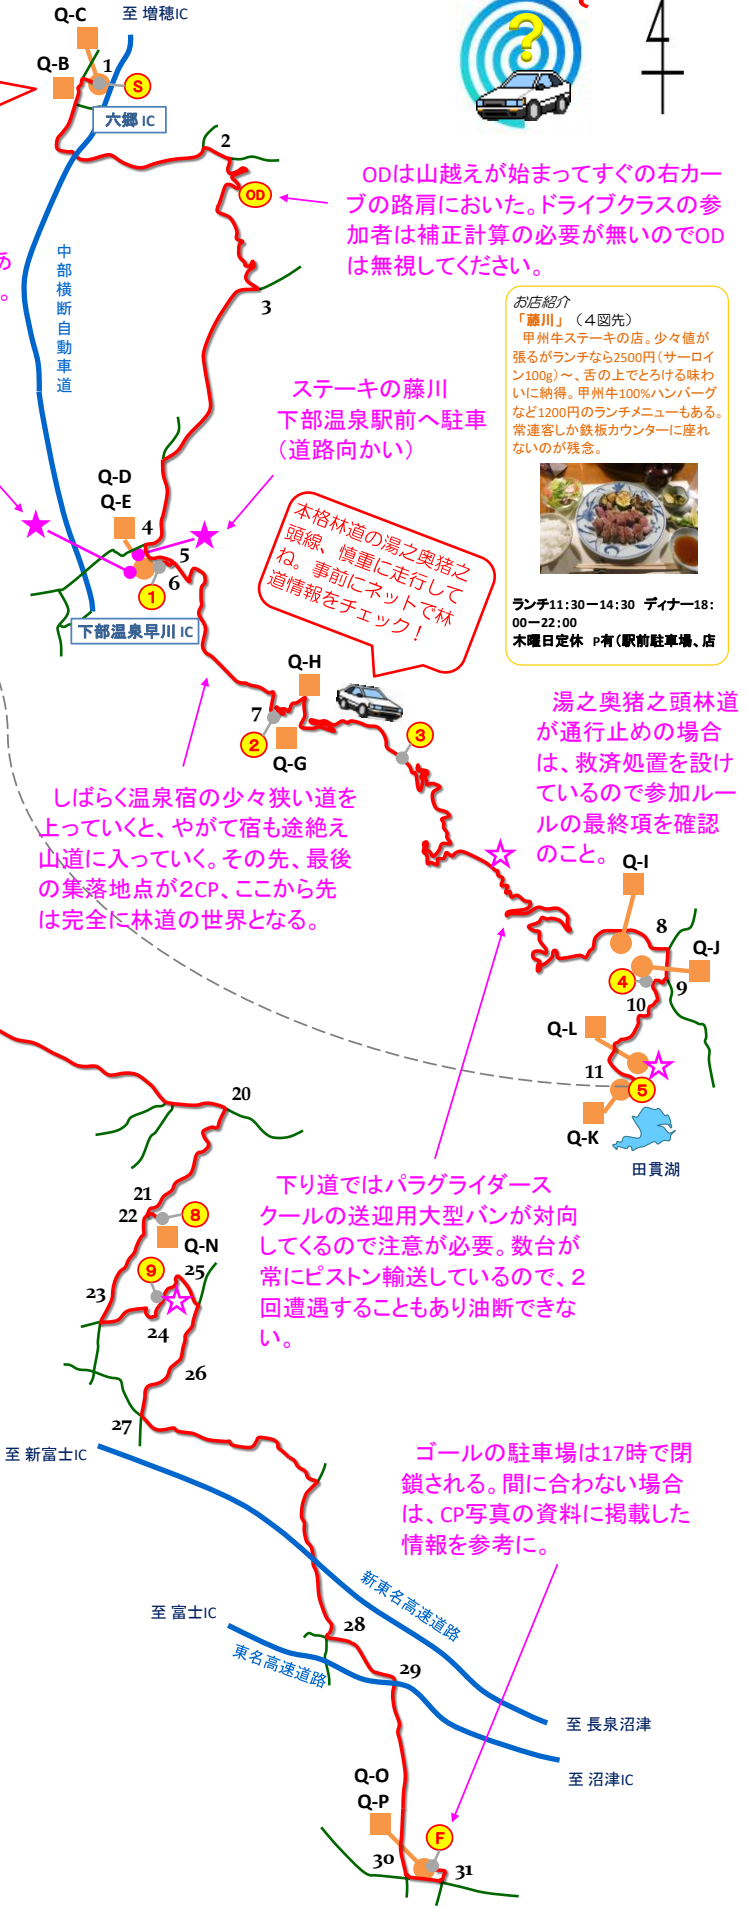 Q-C
至 増穂IC
Q-B
1
S
六郷 IC
2
OD
ODは山越えが始まってすぐの右カー
ブの路肩においた。ドライブクラスの参
加者は補正計算の必要が無いのでOD
は無視してください。
?
中部横断自動車道
。
3
お店紹介
「藤川」（４図先）
甲州牛ステーキの店。少々値が
張るがランチなら2500円（サーロイ
ン100g）～、舌の上でとろける味わ
いに納得。甲州牛100%ハンバーグ
など1200円のランチメニューもある。
常連客しか鉄板カウンターに座れ
ないのが残念。
ランチ11:30ー14:30 ディナー18:
00ー22:00
木曜日定休 P有（駅前駐車場、店
ステーキの藤川
下部温泉駅前へ駐車
（道路向かい）
Q-D
Q-E
4
5
6
1
下部温泉早川 IC
本格林道の湯之奥猪之
頭線、慎重に走行して
ね。事前にネットで林
道情報をチェック！
Q-H
7
2
Q-G
3
湯之奥猪之頭林道
が通行止めの場合
は、救済処置を設け
ているので参加ルー
ルの最終項を確認
のこと。
しばらく温泉宿の少々狭い道を
上っていくと、やがて宿も途絶え
山道に入っていく。その先、最後
の集落地点が２CP、ここから先
は完全に林道の世界となる。
Q-I
8
Q-J
4
9
10
Q-L
11
5
Q-K
田貫湖
20
下り道ではパラグライダース
クールの送迎用大型バンが対向
してくるので注意が必要。数台が
常にピストン輸送しているので、２
回遭遇することもあり油断できな
い。
21
22
8
Q-N
9
25
23
24
26
27
至 新富士IC
ゴールの駐車場は17時で閉
鎖される。間に合わない場合
は、CP写真の資料に掲載した
情報を参考に。
新東名高速道路
至 富士IC
28
東名高速道路
29
至 長泉沼津
至 沼津IC
Q-O
Q-P
F
30
31